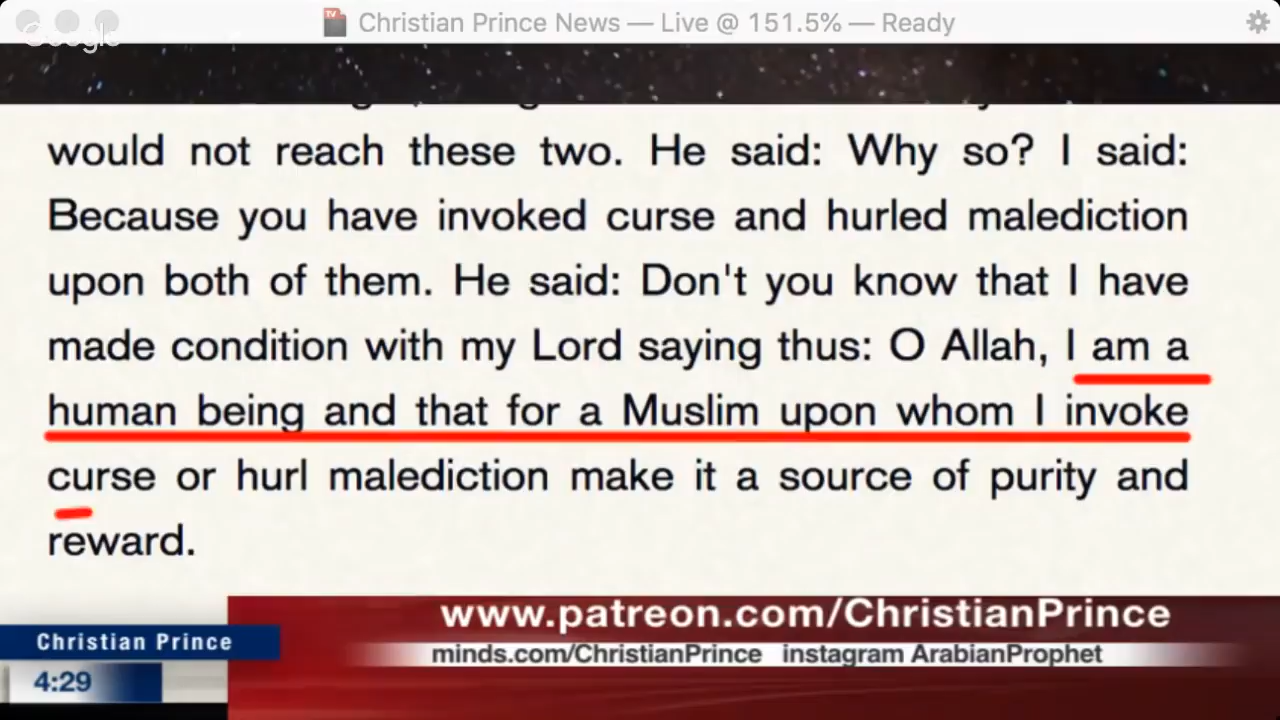 Christian Prince News — Live @ 151.5% — Ready
Google
would not reach these two. He said: Why so? I said:
Because you have invoked curse and hurled malediction
upon both of them. He said: Don't you know that I have
made condition with my Lord saying thus: O Allah, I am a
human being and that for a Muslim upon whom I invoke
curse or hurl malediction make it a source of purity and
reward.
www.patreon.com/ChristianPrince
Christian Prince
minds.com/ChristianPrince instagram ArabianProphet
4:29